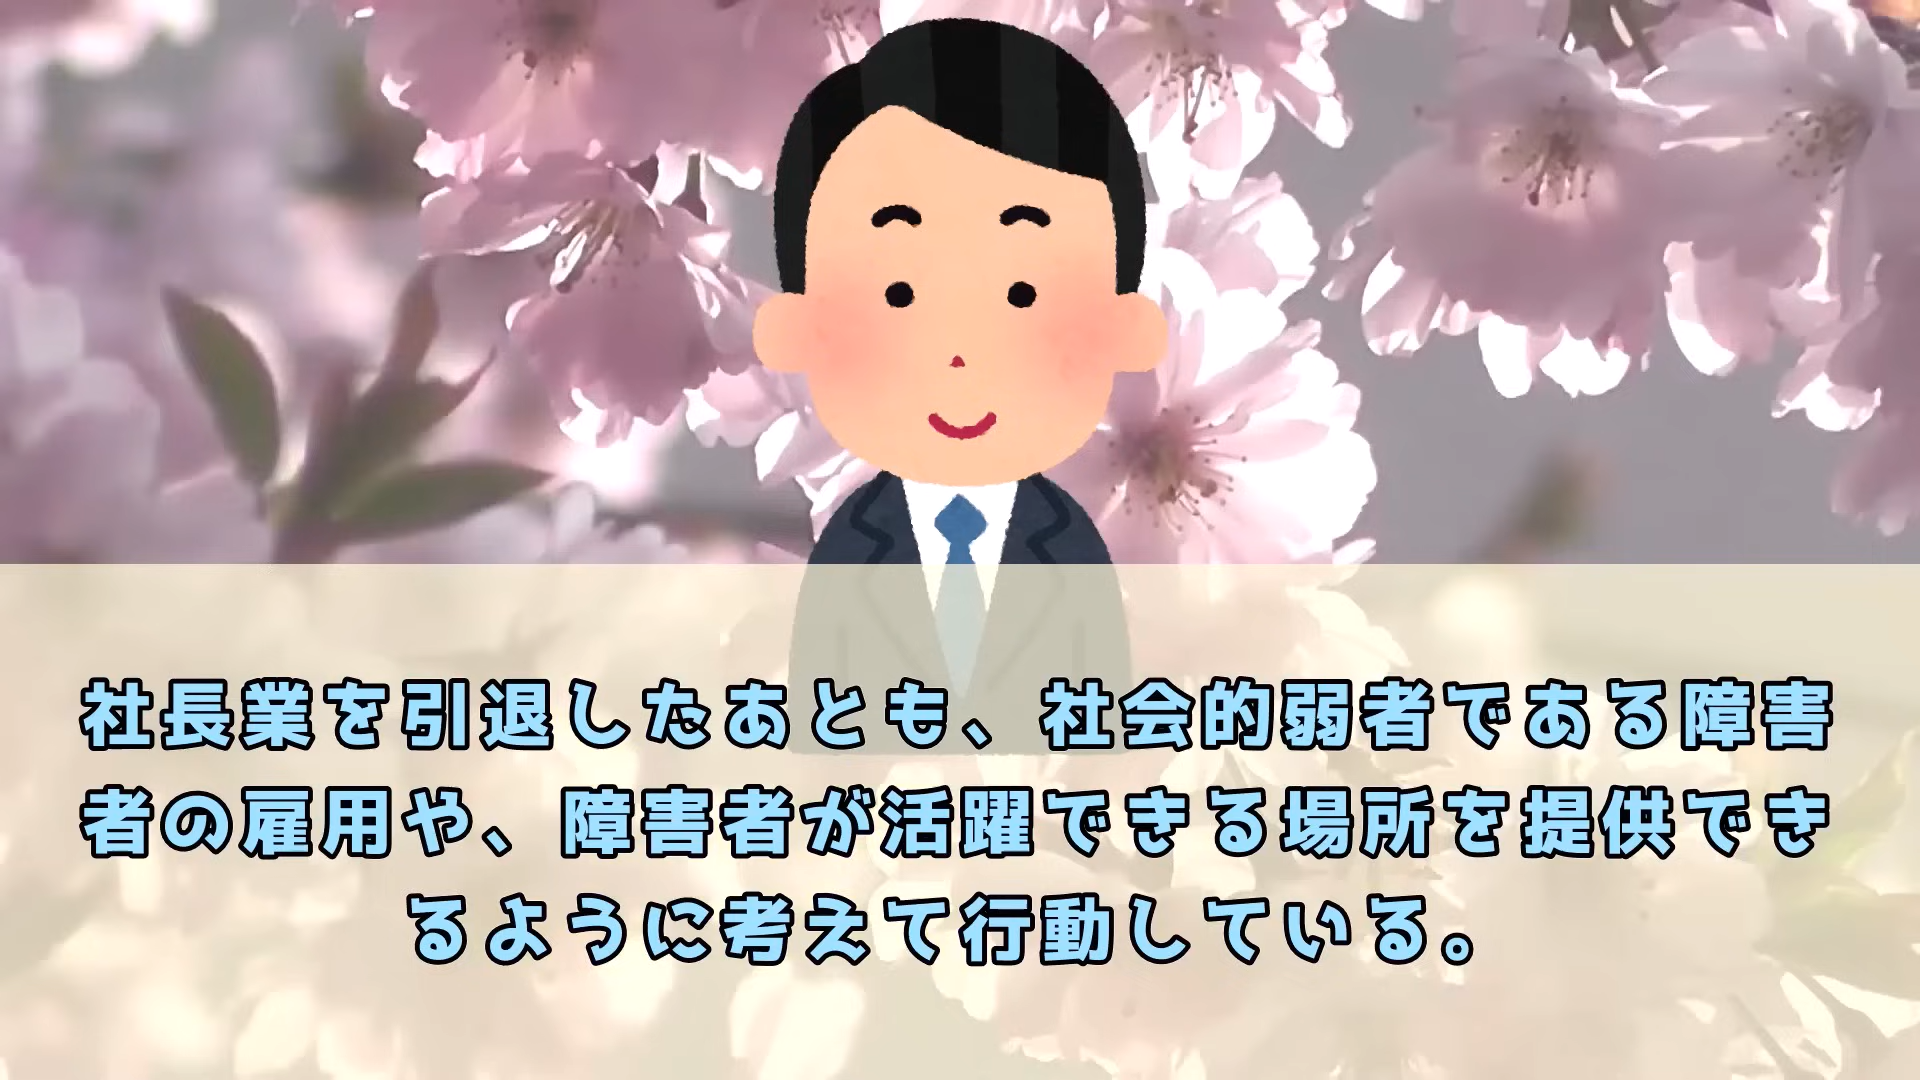 社長業を引退したあとも、社会的弱者である障害
者の雇用や、障害者が活躍できる場所を提供でき
るように考えて行動している。